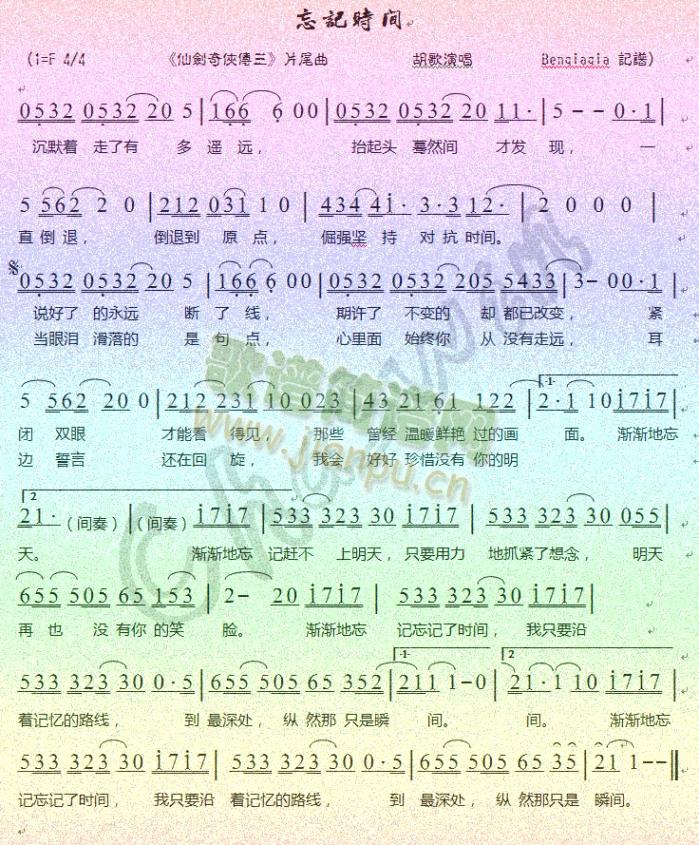 忘記時间
(1=F 4/4 《仙劍奇俠傳三》片尾曲 胡歌演唱 Benqiaqia 記譜)
0532 0532 20 5 | 166 6 00 | 0532 0532 20 11· | 5 - - 0·1 |
沉默着 走了有 多 遥 远， 抬起头 蓦然间 才发 现， 一
5 562 2 0 | 212 031 1 0 | 434 41· 3·3 12· | 2 0 0 0 |
直 倒 退， 倒退到 原 点， 倔强坚 持 对 抗 时间。
0532 0532 20 5 | 166 6 00 | 0532 0532 205 5433 | 3- 00·1 |
说好了 的永远 断 了 线， 期许了 不变的 却 都已改变， 紧
当眼泪 滑落的 是 句 点， 心里面 始终你 从 没有走远， 耳
5 562 20 0 | 212 231 10 023 | 43 21 61 122 | 1- 2·1 10 1717 |
闭 双眼 才能看 得见， 那些 曾经 温暖鲜艳 过的画 面。 渐渐地忘
边 誓言 还在回 旋， 我会 好好 珍惜没有 你的明
2
21· (间奏) | (间奏) 1717 | 533 323 30 1717 | 533 323 30 055 |
天。 渐渐地忘 记赶不 上明天， 只要用力 地抓紧了想念， 明天
655 505 65 153 | 2- 20 1717 | 533 323 30 1717 |
再 也 没 有你 的笑 脸。 渐渐地忘 记忘记了时间， 我只要沿
533 323 30 0·5 | 655 505 65 352 | 1- 211 1-0 | 2 21·1 10 1717 |
着记忆的路线， 到 最深处， 纵 然那 只是瞬 间。 间。 渐渐地忘
533 323 30 1717 | 533 323 30 0·5 | 655 505 65 35 | 21 1-- ‖
记忘记了时间， 我只要沿 着记忆的路线， 到 最深处， 纵 然那只是 瞬间。
歌谱简谱网
www.jianpu.cn